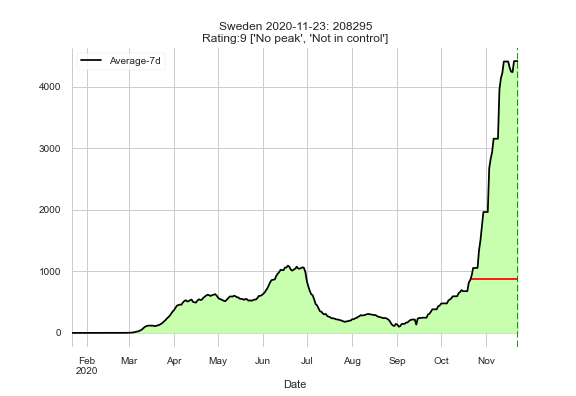 Sweden 2020-11-23: 208295
Rating:9 ['No peak', 'Not in control']
Average-7d
4000
3000
2000
1000
0
Feb Mar Apr May Jun Jul Aug Sep Oct Nov
2020
Date